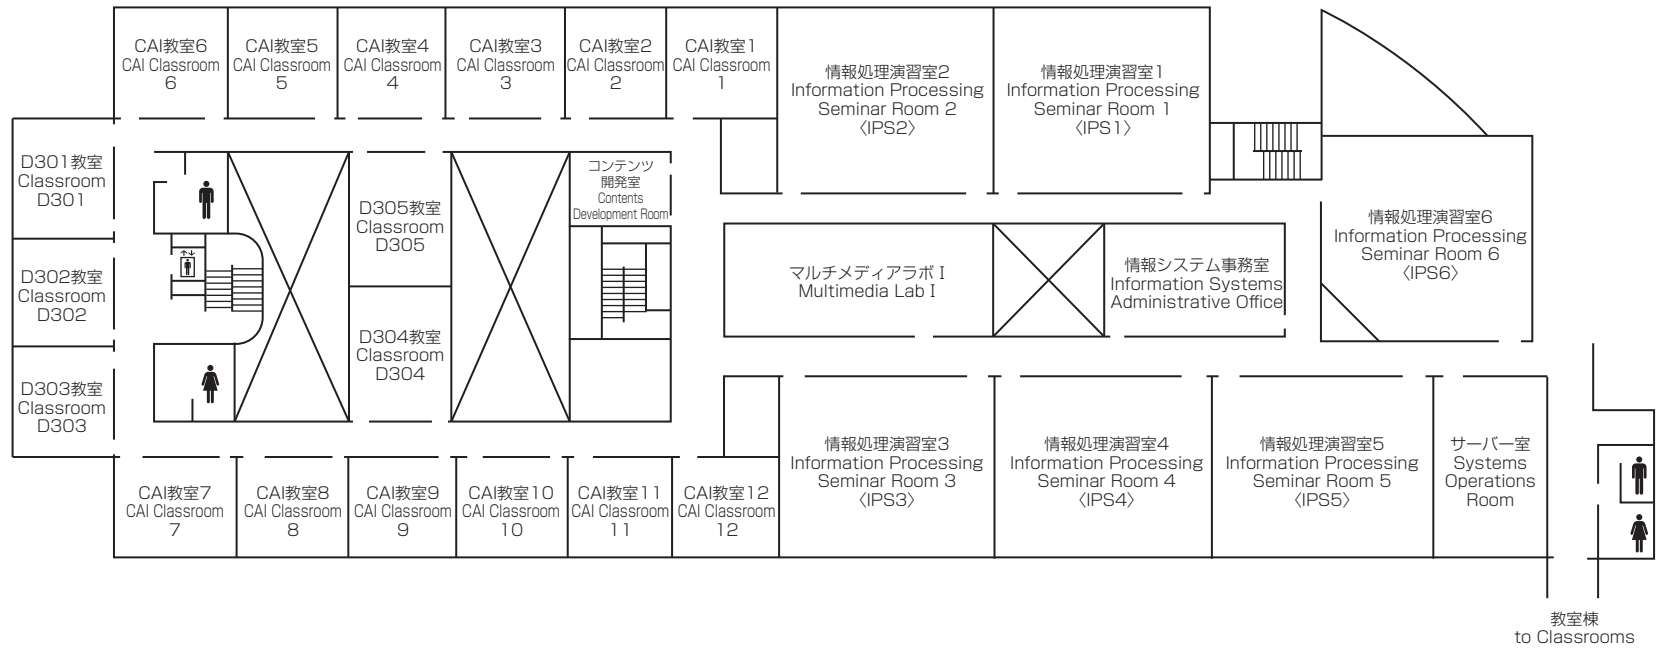 CAI教室6
CAI Classroom
6
CAI教室5
CAI Classroom
5
CAI教室4
CAI Classroom
4
CAI教室3
CAI Classroom
3
CAI教室2
CAI Classroom
2
CAI教室1
CAI Classroom
1
情報処理演習室2
Information Processing
Seminar Room 2
〈IPS2〉
情報処理演習室1
Information Processing
Seminar Room 1
〈IPS1〉
D301教室
Classroom
D301
D302教室
Classroom
D302
D303教室
Classroom
D303
D305教室
Classroom
D305
D304教室
Classroom
D304
コンテンツ
開発室
Contents
Development Room
マルチメディアラボⅠ
Multimedia Lab Ⅰ
情報システム事務室
Information Systems
Administrative Office
情報処理演習室6
Information Processing
Seminar Room 6
〈IPS6〉
CAI教室7
CAI Classroom
7
CAI教室8
CAI Classroom
8
CAI教室9
CAI Classroom
9
CAI教室10
CAI Classroom
10
CAI教室11
CAI Classroom
11
CAI教室12
CAI Classroom
12
情報処理演習室3
Information Processing
Seminar Room 3
〈IPS3〉
情報処理演習室4
Information Processing
Seminar Room 4
〈IPS4〉
情報処理演習室5
Information Processing
Seminar Room 5
〈IPS5〉
サーバー室
Systems
Operations
Room
教室棟
to Classrooms